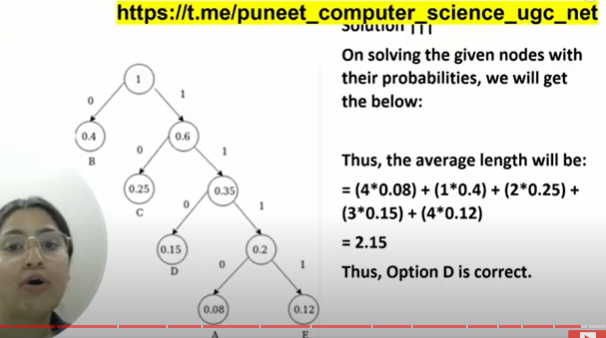 https://t.me/puneet_computer_science_ugc_net
Solution
On solving the given nodes with
their probabilities, we will get
the below:
Thus, the average length will be:
= (4*0.08) + (1*0.4) + (2*0.25) +
(3*0.15) + (4*0.12)
= 2.15
Thus, Option D is correct.
1
0
1
0.4
0.6
B
0
1
0.25
0.35
C
0
1
0.15
0.2
D
0
1
0.08
0.12
A
E